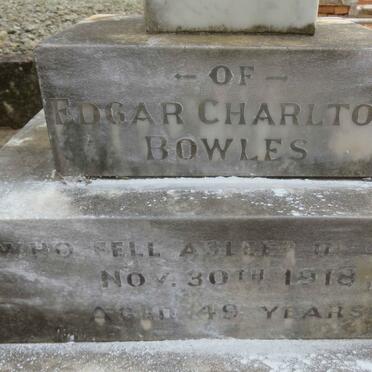 — OF —
EDGAR CHARLTO
BOWLES
WHO FELL ASLEEP
NOV. 30TH 1918,
AGED 49 YEARS